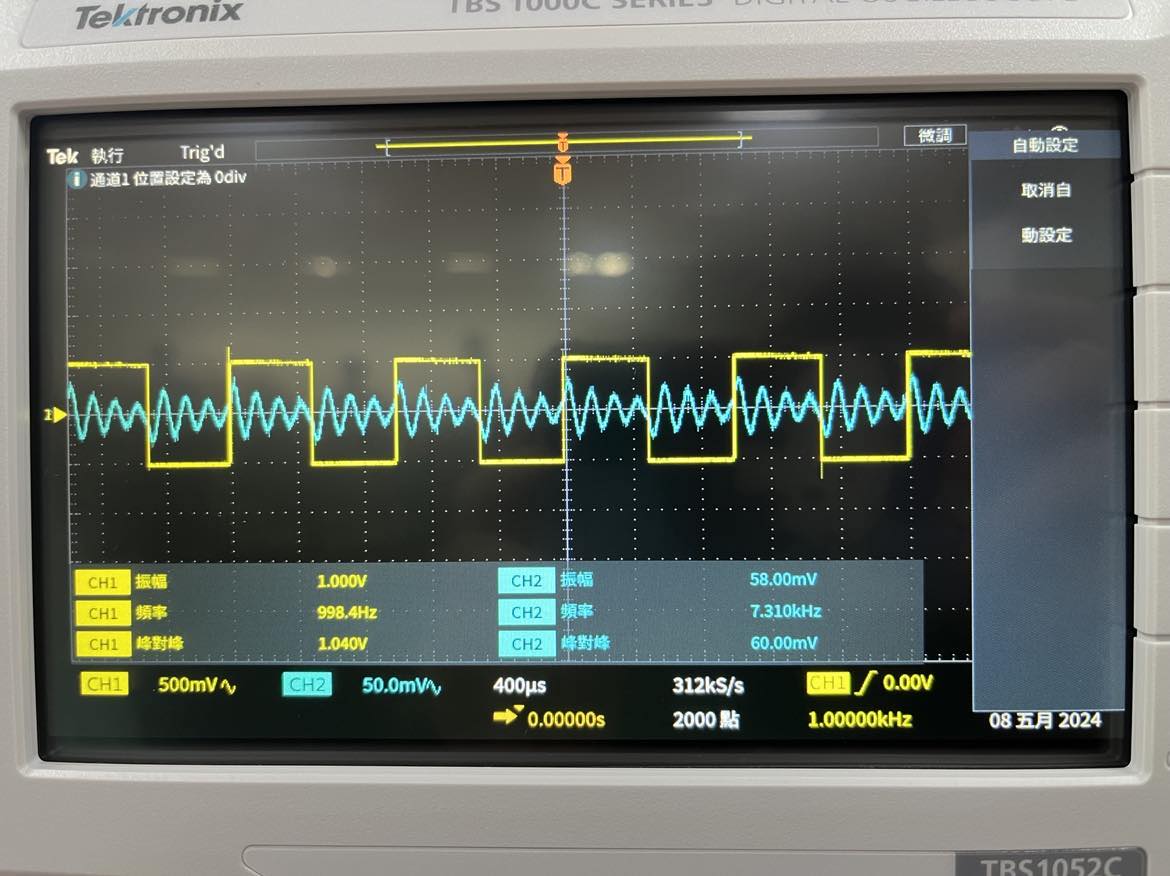 Tektronix
TBS 1000C SERIES DIGITAL OSCILLOSCOPE
Tek 執行 Trig'd
T
微調
自動設定
i 通道1 位置設定為 0div
T
取消自
動設定
1
CH1 振幅 1.000V CH2 振幅 58.00mV
CH1 頻率 998.4Hz CH2 頻率 7.310kHz
CH1 峰對峰 1.040V CH2 峰對峰 60.00mV
CH1 500mV CH2 50.0mV 400µs 312kS/s CH1 0.00V
0.00000s 2000 點 1.00000kHz 08 五月 2024
TBS1052C